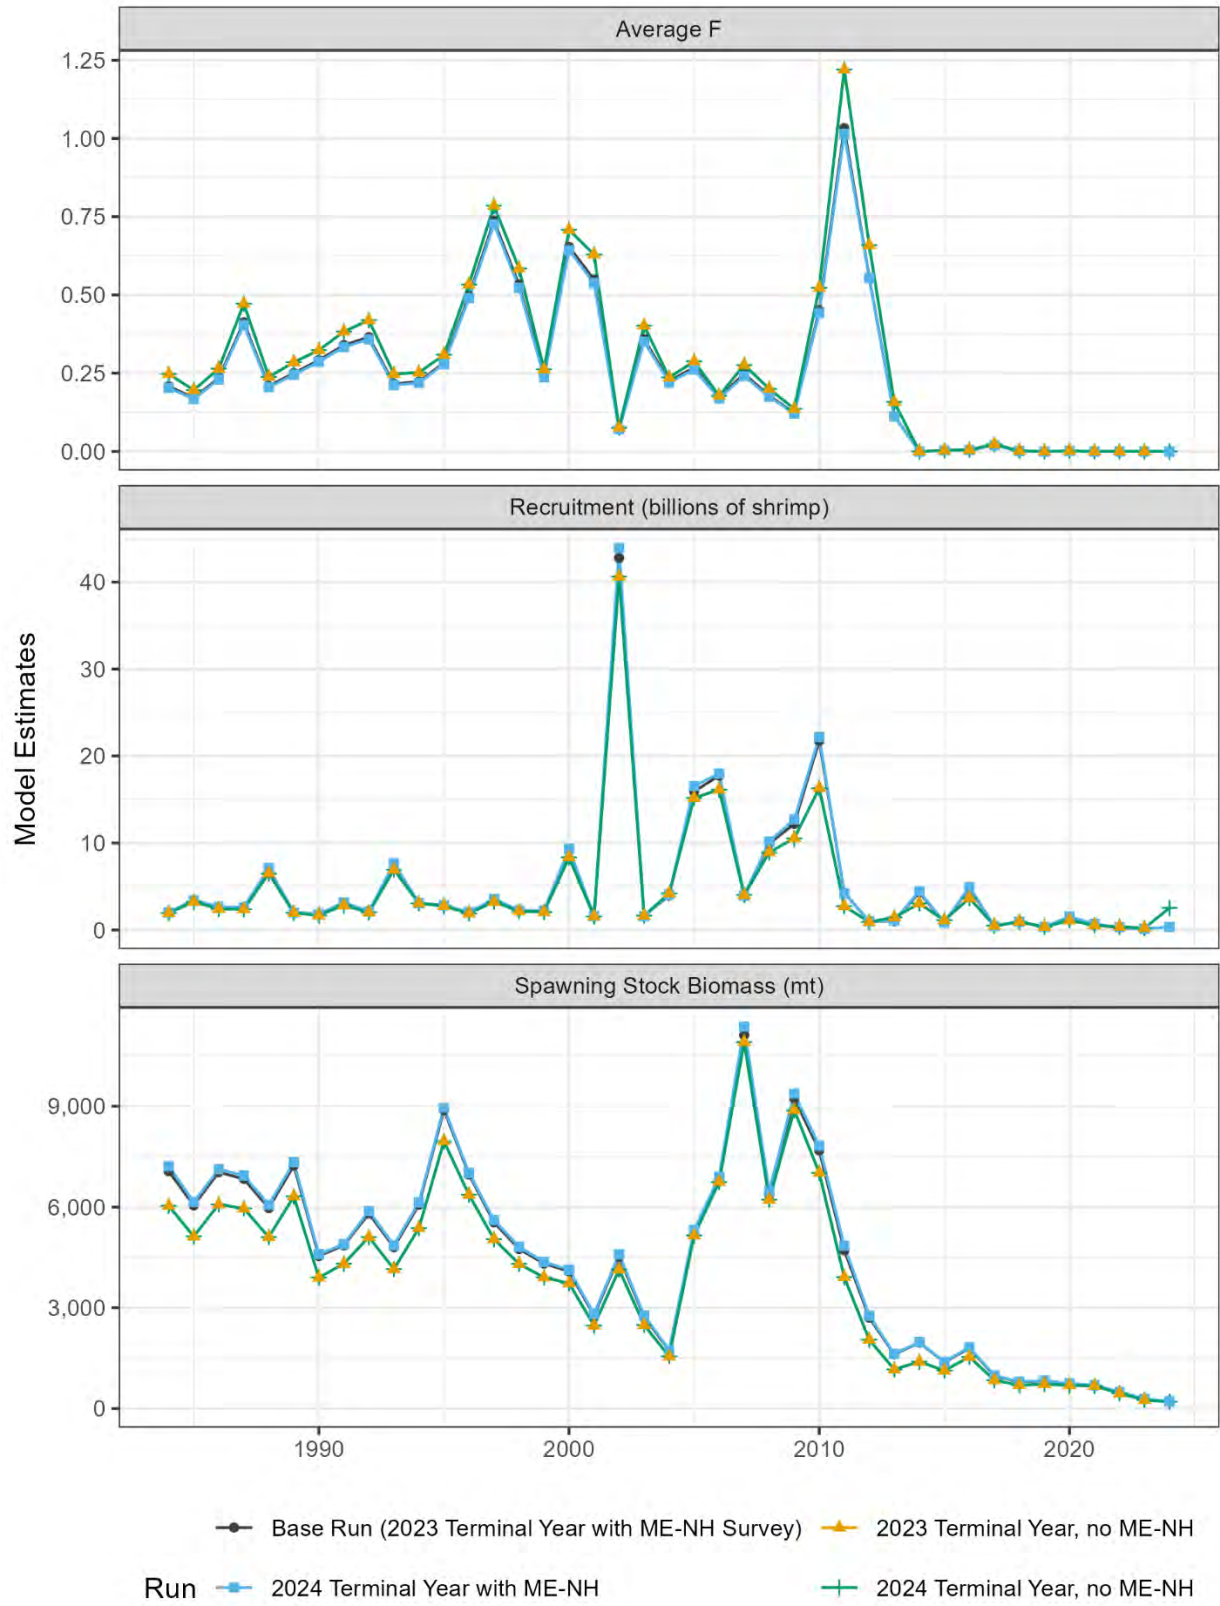 Average F
1.25
1.00
0.75
0.50
0.25
0.00
Recruitment (billions of shrimp)
40
30
20
10
0
Model Estimates
Spawning Stock Biomass (mt)
9,000
6,000
3,000
0
1990 2000 2010 2020
Run
Base Run (2023 Terminal Year with ME-NH Survey)
2023 Terminal Year, no ME-NH
2024 Terminal Year with ME-NH
2024 Terminal Year, no ME-NH